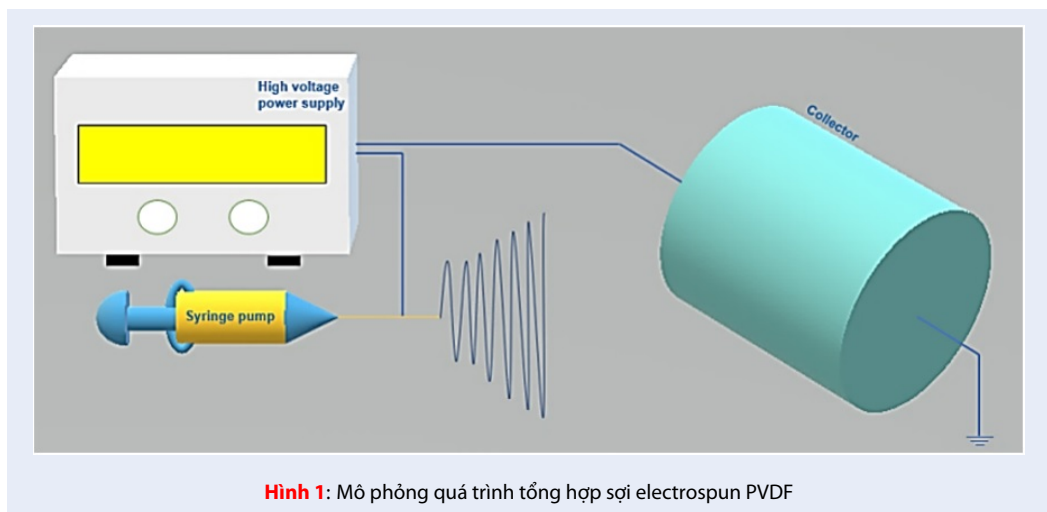 High voltage
power supply
Collector
Syringe pump
Hình 1: Mô phỏng quá trình tổng hợp sợi electrospun PVDF